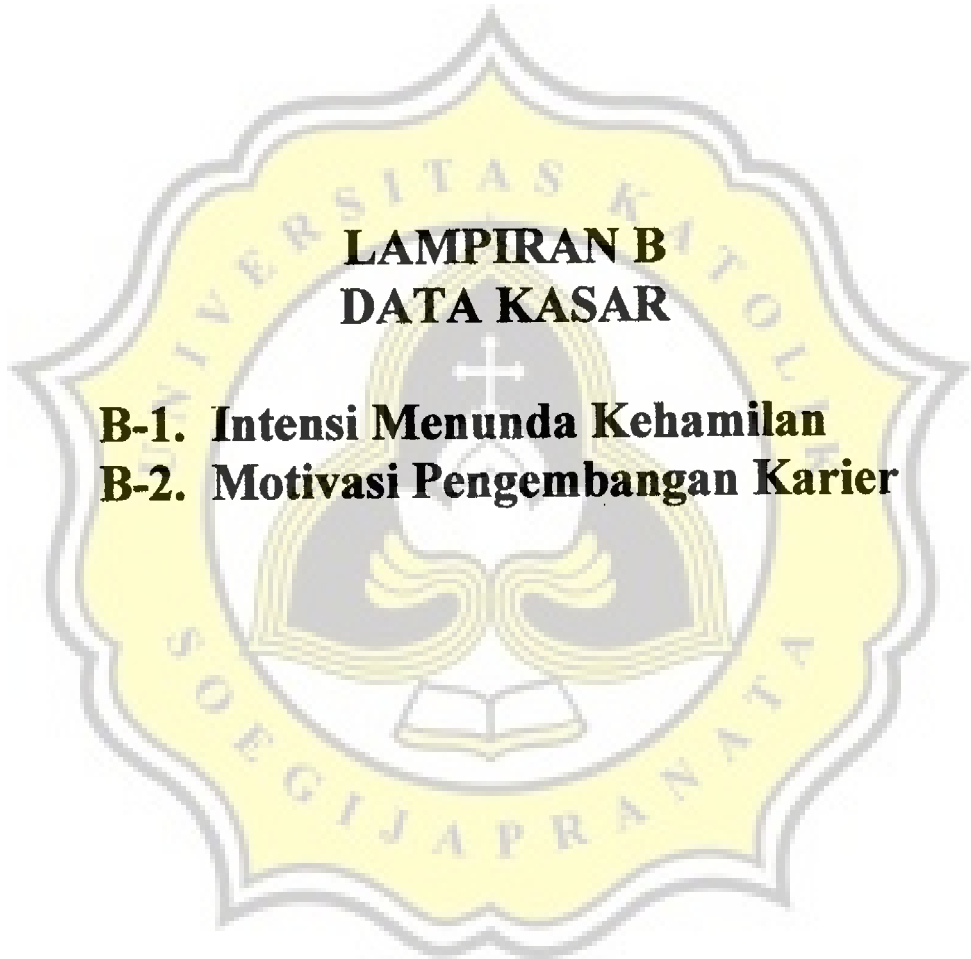 LAMPIRAN B
DATA KASAR
B-1. Intensi Menunda Kehamilan
B-2. Motivasi Pengembangan Karier
UNIVERSITAS KATOLIK
SOEGIJAPRANATA